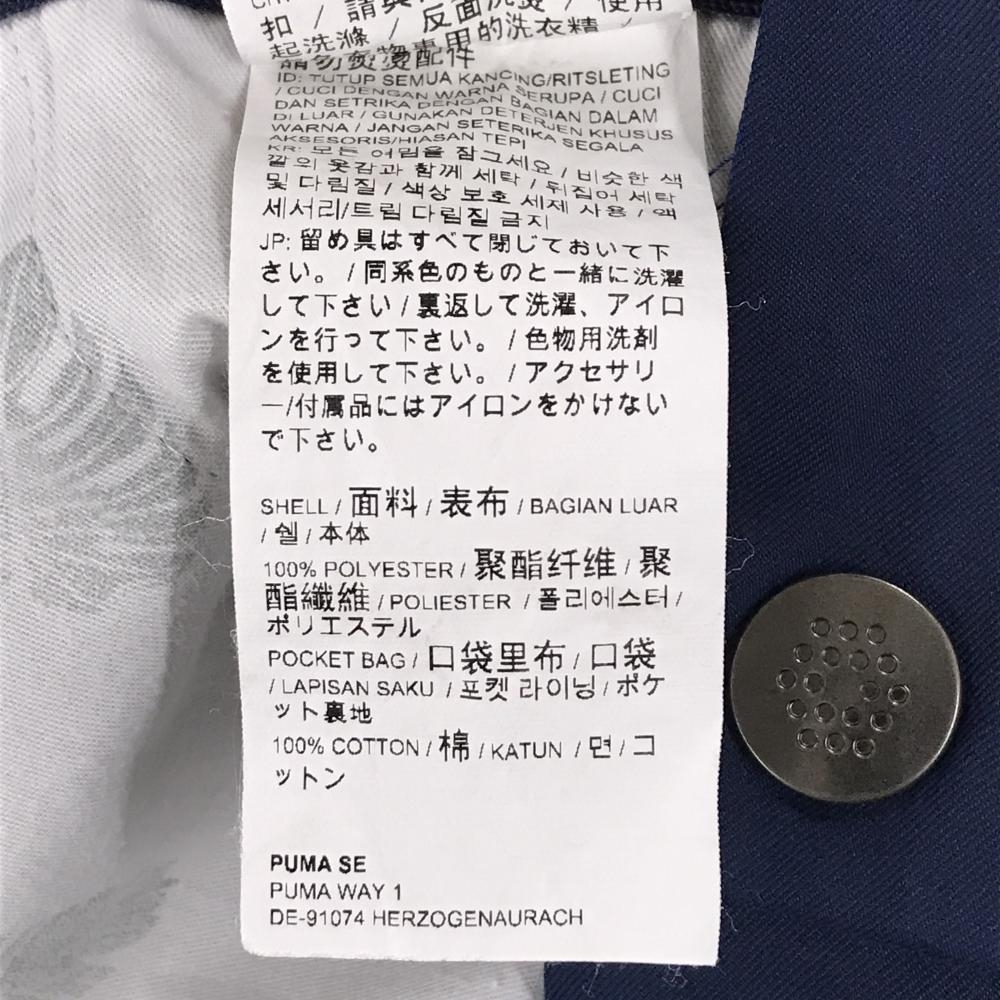 扣 / 請與 / 反面洗燙 / 使用
起洗滌 的洗衣精 /
請勿熨燙配件
ID: TUTUP SEMUA KANCING/RITSLETING
/ CUCI DENGAN WARNA SERUPA / CUCI
DAN SETRIKA DENGAN BAGIAN DALAM
DI LUAR / GUNAKAN DETERJEN KHUSUS
WARNA / JANGAN SETERIKA SEGALA
AKSESORIS/HIASAN TEPI
KR: 모든 여밈을 잠그세요 / 비슷한 색
깔의 옷감과 함께 세탁 / 뒤집어 세탁
및 다림질 / 색상 보호 세제 사용 / 액
세서리/트림 다림질 금지
JP: 留め具はすべて閉じておいて下
さい。 / 同系色のものと一緒に洗濯
して下さい / 裏返して洗濯、アイロ
ンを行って下さい。 / 色物用洗剤
を使用して下さい。 / アクセサリ
ー/付属品にはアイロンをかけない
で下さい。
SHELL / 面料 / 表布 / BAGIAN LUAR
/ 쉘 / 本体
100% POLYESTER / 聚酯纤维 / 聚
酯纖維 / POLIESTER / 폴리에스터 /
ポリエステル
POCKET BAG / 口袋里布 / 口袋
/ LAPISAN SAKU / 포켓 라이닝 / ポケ
ット裏地
100% COTTON / 棉 / KATUN / 면 / コ
ットン
PUMA SE
PUMA WAY 1
DE-91074 HERZOGENAURACH